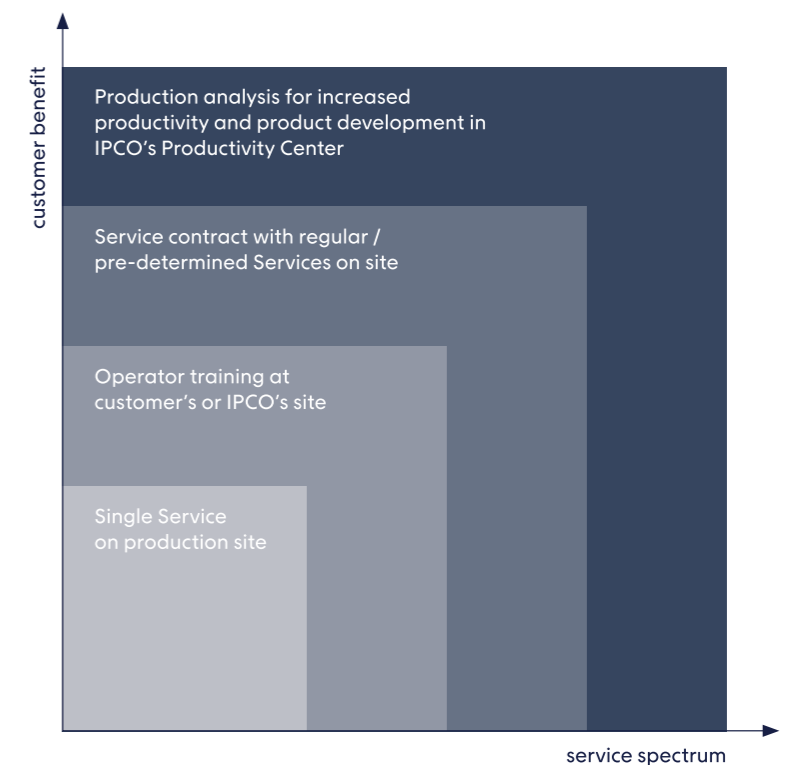 customer benefit
Production analysis for increased
productivity and product development in
IPCO’s Productivity Center
Service contract with regular /
pre-determined Services on site
Operator training at
customer’s or IPCO’s site
Single Service
on production site
service spectrum